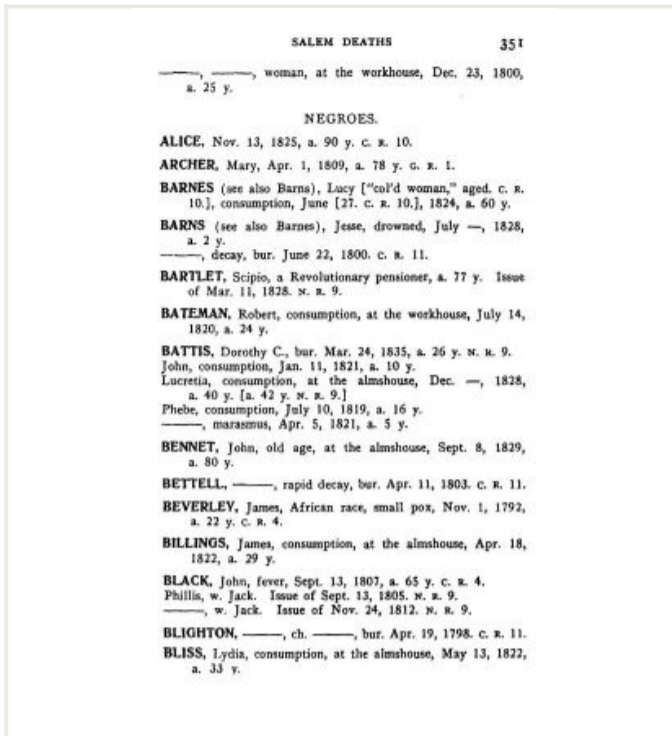 SALEM DEATHS 351
———, ———, woman, at the workhouse, Dec. 23, 1800,
a. 25 y.
NEGROES.
ALICE, Nov. 13, 1825, a. 90 y. C. R. 10.
ARCHER, Mary, Apr. 1, 1809, a. 78 y. G. R. 1.
BARNES (see also Barns), Lucy ["col'd woman," aged. C. R.
10.], consumption, June [27. C. R. 10.], 1824, a. 60 y.
BARNS (see also Barnes), Jesse, drowned, July —, 1828,
a. 2 y.
———, decay, bur. June 22, 1800. C. R. 11.
BARTLET, Scipio, a Revolutionary pensioner, a. 77 y. Issue
of Mar. 11, 1828. N. R. 9.
BATEMAN, Robert, consumption, at the workhouse, July 14,
1820, a. 24 y.
BATTIS, Dorothy C., bur. Mar. 24, 1835, a. 26 y. N. R. 9.
John, consumption, Jan. 11, 1821, a. 10 y.
Lucretia, consumption, at the almshouse, Dec. —, 1828,
a. 40 y. [a. 42 y. N. R. 9.]
Phebe, consumption, July 10, 1819, a. 16 y.
———, marasmus, Apr. 5, 1821, a. 5 y.
BENNET, John, old age, at the almshouse, Sept. 8, 1829,
a. 80 y.
BETTELL, ———, rapid decay, bur. Apr. 11, 1803. C. R. 11.
BEVERLEY, James, African race, small pox, Nov. 1, 1792,
a. 22 y. C. R. 4.
BILLINGS, James, consumption, at the almshouse, Apr. 18,
1822, a. 29 y.
BLACK, John, fever, Sept. 13, 1807, a. 65 y. C. R. 4.
Phillis, w. Jack. Issue of Sept. 13, 1805. N. R. 9.
———, w. Jack. Issue of Nov. 24, 1812. N. R. 9.
BLIGHTON, ———, ch. ———, bur. Apr. 19, 1798. C. R. 11.
BLISS, Lydia, consumption, at the almshouse, May 13, 1822,
a. 33 y.